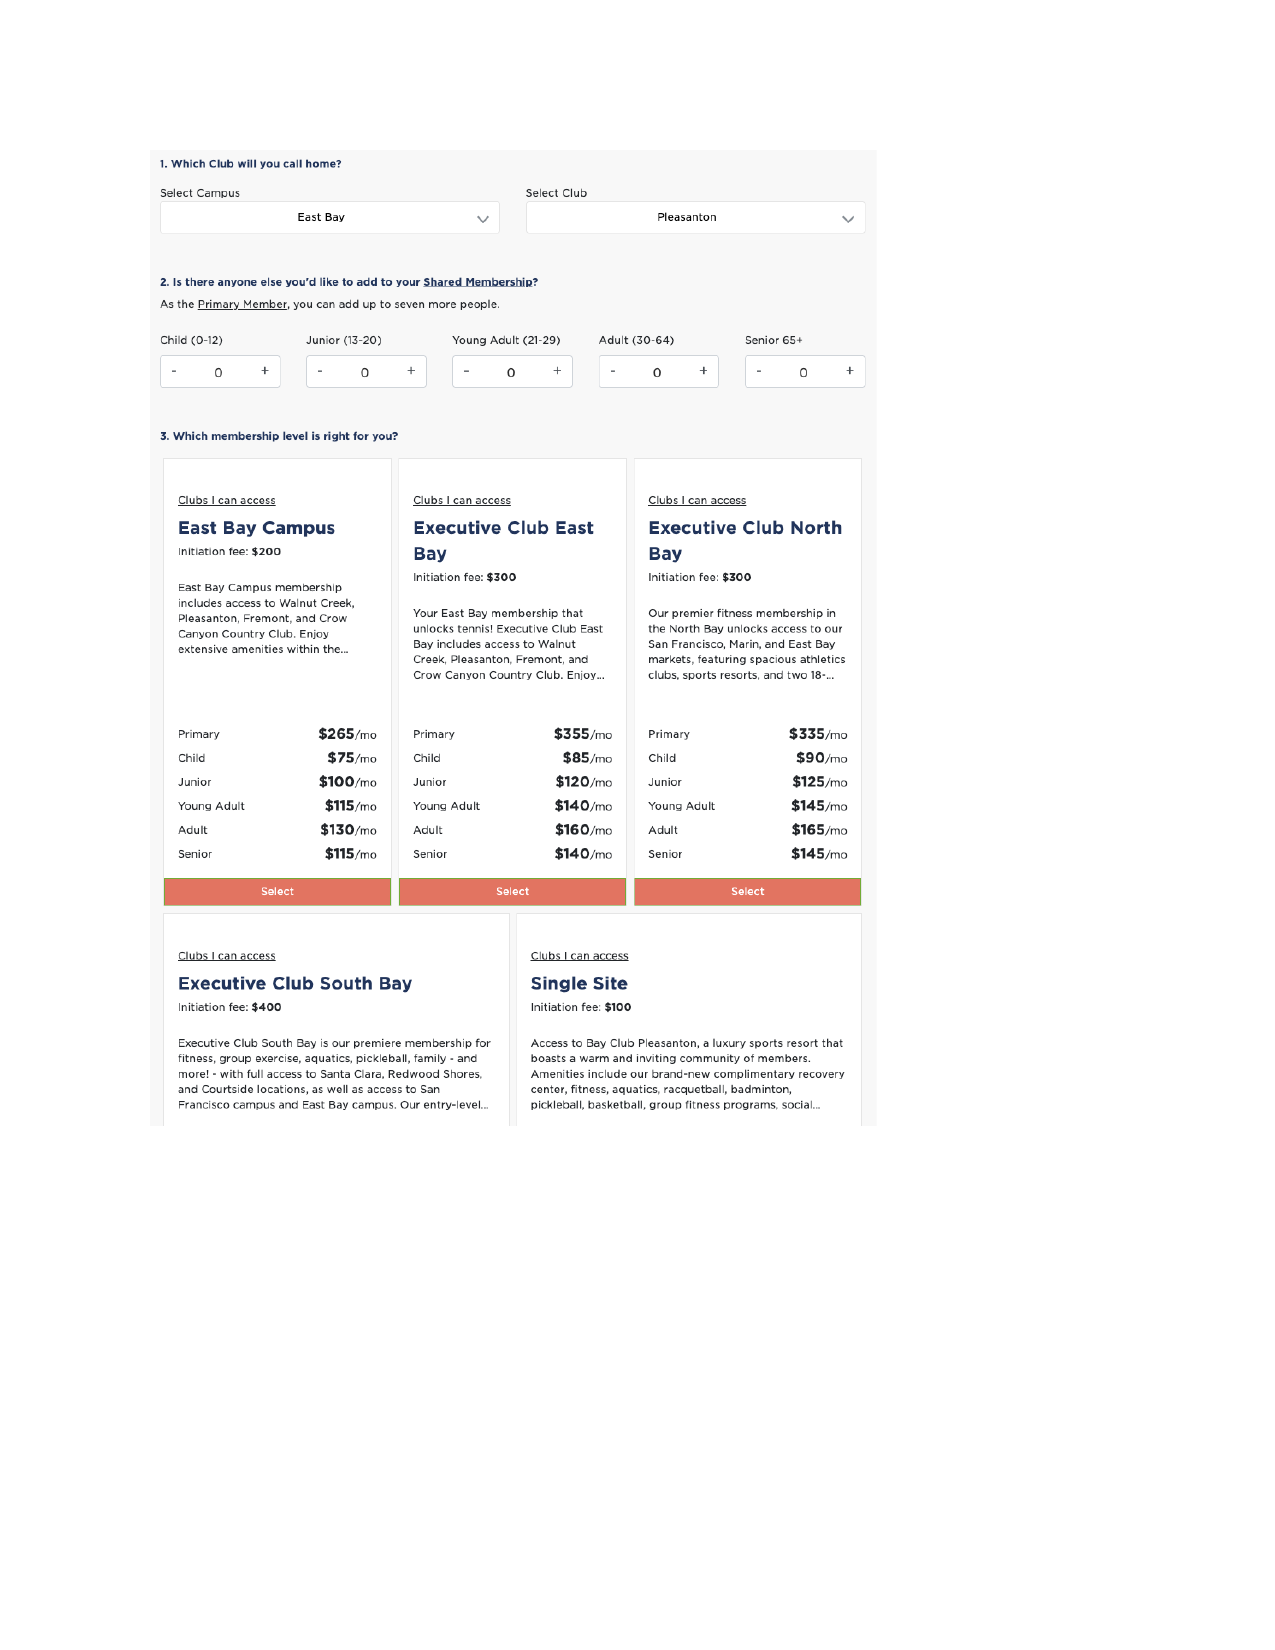 1. Which Club will you call home?
Select Campus
Select Club
East Bay
Pleasanton
2. Is there anyone else you'd like to add to your Shared Membership?
As the Primary Member, you can add up to seven more people.
Child (0-12)
Junior (13-20)
Young Adult (21-29)
Adult (30-64)
Senior 65+
- 0 +
- 0 +
- 0 +
- 0 +
- 0 +
3. Which membership level is right for you?
Clubs I can access
East Bay Campus
Initiation fee: $200
East Bay Campus membership
includes access to Walnut Creek,
Pleasanton, Fremont, and Crow
Canyon Country Club. Enjoy
extensive amenities within the...
Primary $265/mo
Child $75/mo
Junior $100/mo
Young Adult $115/mo
Adult $130/mo
Senior $115/mo
Select
Clubs I can access
Executive Club East
Bay
Initiation fee: $300
Your East Bay membership that
unlocks tennis! Executive Club East
Bay includes access to Walnut
Creek, Pleasanton, Fremont, and
Crow Canyon Country Club. Enjoy...
Primary $355/mo
Child $85/mo
Junior $120/mo
Young Adult $140/mo
Adult $160/mo
Senior $140/mo
Select
Clubs I can access
Executive Club North
Bay
Initiation fee: $300
Our premier fitness membership in
the North Bay unlocks access to our
San Francisco, Marin, and East Bay
markets, featuring spacious athletics
clubs, sports resorts, and two 18-...
Primary $335/mo
Child $90/mo
Junior $125/mo
Young Adult $145/mo
Adult $165/mo
Senior $145/mo
Select
Clubs I can access
Executive Club South Bay
Initiation fee: $400
Executive Club South Bay is our premiere membership for
fitness, group exercise, aquatics, pickleball, family - and
more! - with full access to Santa Clara, Redwood Shores,
and Courtside locations, as well as access to San
Francisco campus and East Bay campus. Our entry-level...
Clubs I can access
Single Site
Initiation fee: $100
Access to Bay Club Pleasanton, a luxury sports resort that
boasts a warm and inviting community of members.
Amenities include our brand-new complimentary recovery
center, fitness, aquatics, racquetball, badminton,
pickleball, basketball, group fitness programs, social...